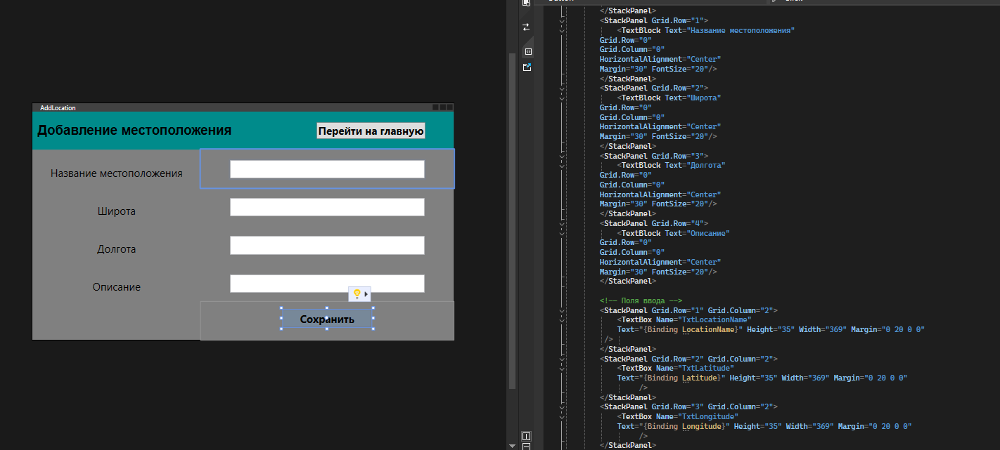 AddLocation
Добавление местоположения
Перейти на главную
Название местоположения
Широта
Долгота
Описание
Сохранить
</StackPanel>
<StackPanel Grid.Row="1">
<TextBlock Text="Название местоположения"
Grid.Row="0"
Grid.Column="0"
HorizontalAlignment="Center"
Margin="30" FontSize="20"/>
</StackPanel>
<StackPanel Grid.Row="2">
<TextBlock Text="Широта"
Grid.Row="0"
Grid.Column="0"
HorizontalAlignment="Center"
Margin="30" FontSize="20"/>
</StackPanel>
<StackPanel Grid.Row="3">
<TextBlock Text="Долгота"
Grid.Row="0"
Grid.Column="0"
HorizontalAlignment="Center"
Margin="30" FontSize="20"/>
</StackPanel>
<StackPanel Grid.Row="4">
<TextBlock Text="Описание"
Grid.Row="0"
Grid.Column="0"
HorizontalAlignment="Center"
Margin="30" FontSize="20"/>
</StackPanel>
<!-- Поля ввода -->
<StackPanel Grid.Row="1" Grid.Column="2">
<TextBox Name="TxtLocationName"
Text="{Binding LocationName}" Height="35" Width="369" Margin="0 20 0 0"
/>
</StackPanel>
<StackPanel Grid.Row="2" Grid.Column="2">
<TextBox Name="TxtLatitude"
Text="{Binding Latitude}" Height="35" Width="369" Margin="0 20 0 0"
/>
</StackPanel>
<StackPanel Grid.Row="3" Grid.Column="2">
<TextBox Name="TxtLongitude"
Text="{Binding Longitude}" Height="35" Width="369" Margin="0 20 0 0"
/>
</StackPanel>